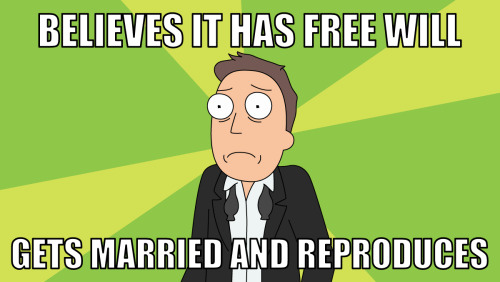 BELIEVES IT HAS FREE WILL
GETS MARRIED AND REPRODUCES